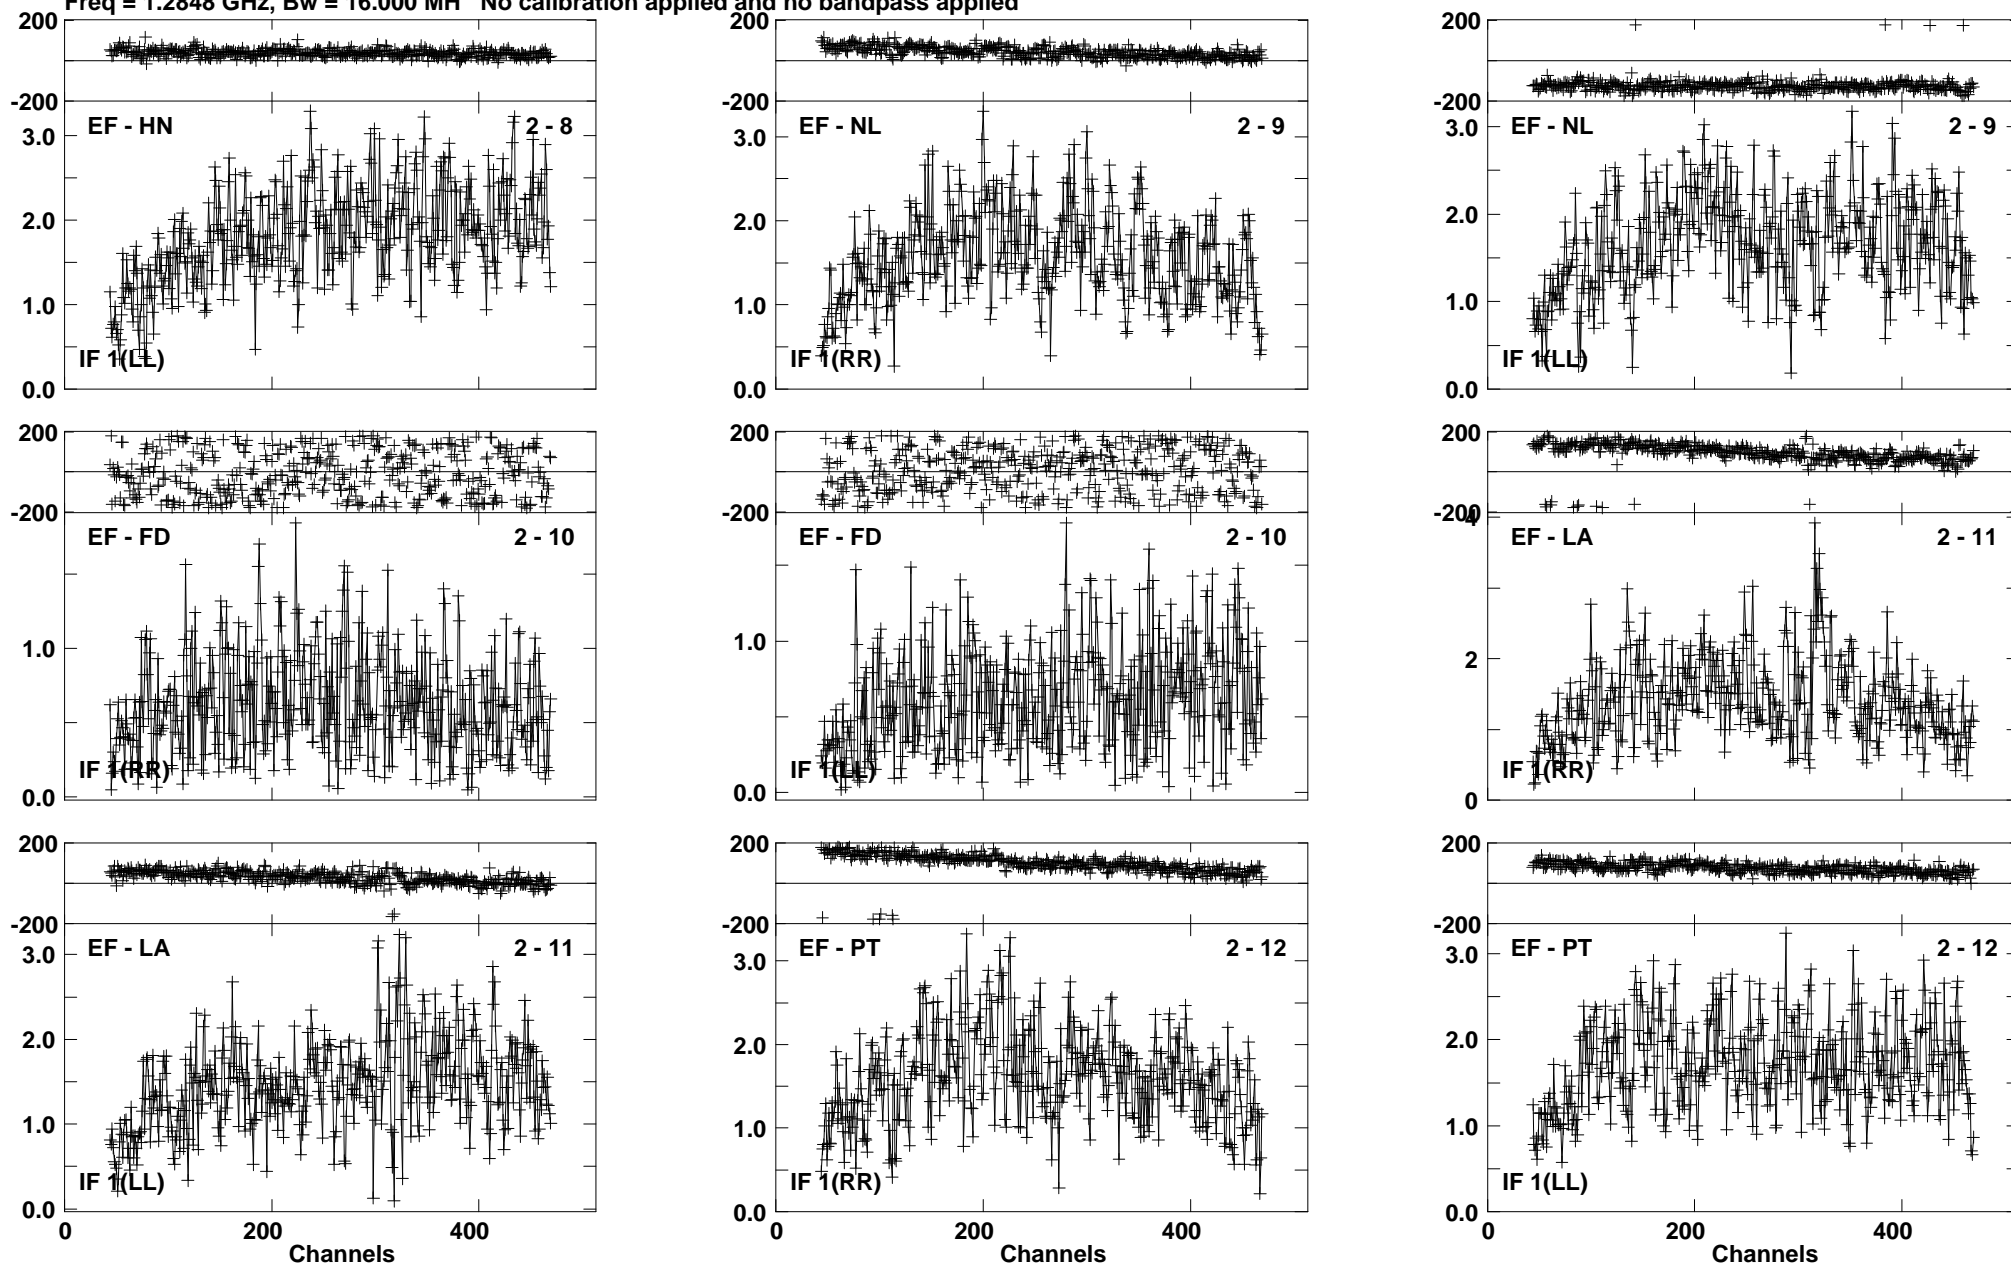 Freq = 1.2848 GHz, Bw = 16.000 MH No calibration applied and no bandpass applied
200
-200
EF - HN 2 - 8
3.0
2.0
1.0
IF 1(LL)
0.0
200
-200
EF - NL 2 - 9
3.0
2.0
1.0
IF 1(RR)
0.0
200
-200
EF - NL 2 - 9
3.0
2.0
1.0
IF 1(LL)
0.0
200
-200
EF - FD 2 - 10
1.0
IF 1(RR)
0.0
200
-200
EF - FD 2 - 10
1.0
IF 1(LL)
0.0
200
-200
4
EF - LA 2 - 11
2
IF 1(RR)
0
200
-200
EF - LA 2 - 11
3.0
2.0
1.0
IF 1(LL)
0.0
0 200 400
Channels
200
-200
EF - PT 2 - 12
3.0
2.0
1.0
IF 1(RR)
0.0
200 400
200
-200
EF - PT 2 - 12
3.0
2.0
1.0
IF 1(LL)
0 200 400
Channels